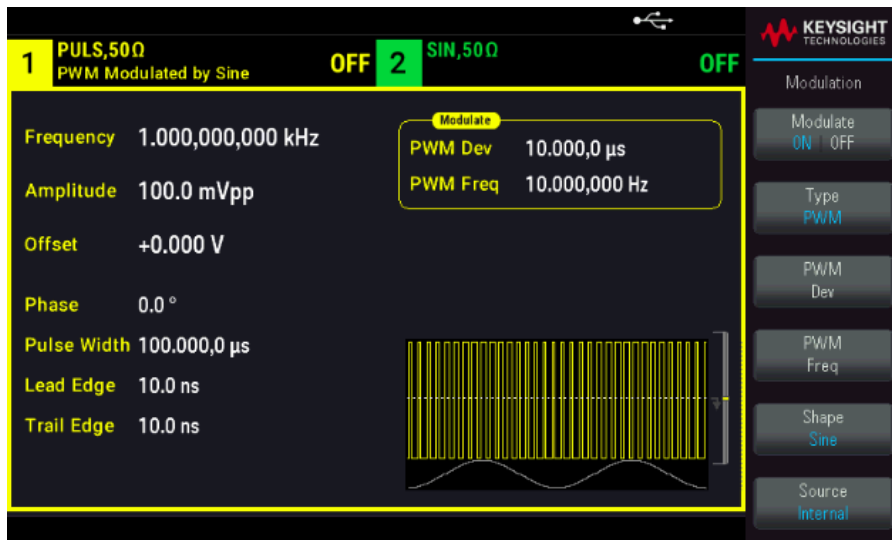 1 PULS,50Ω OFF
PWM Modulated by Sine
2 SIN,50Ω OFF
Frequency 1.000,000,000 kHz
Amplitude 100.0 mVpp
Offset +0.000 V
Phase 0.0 °
Pulse Width 100.000,0 µs
Lead Edge 10.0 ns
Trail Edge 10.0 ns
Modulate
PWM Dev 10.000,0 µs
PWM Freq 10.000,000 Hz
KEYSIGHT
TECHNOLOGIES
Modulation
Modulate
ON | OFF
Type
PWM
PWM
Dev
PWM
Freq
Shape
Sine
Source
Internal